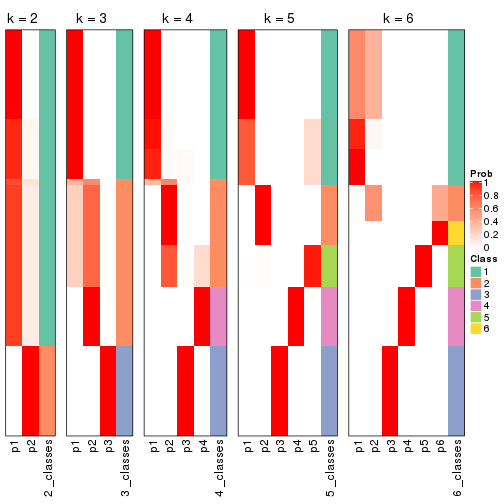 k = 2
k = 3
k = 4
k = 5
k = 6
p1
p2
2_classes
p1
p2
p3
3_classes
p1
p2
p3
p4
4_classes
p1
p2
p3
p4
p5
5_classes
p1
p2
p3
p4
p5
p6
6_classes
Prob
1
0.8
0.6
0.4
0.2
0
Class
1
2
3
4
5
6